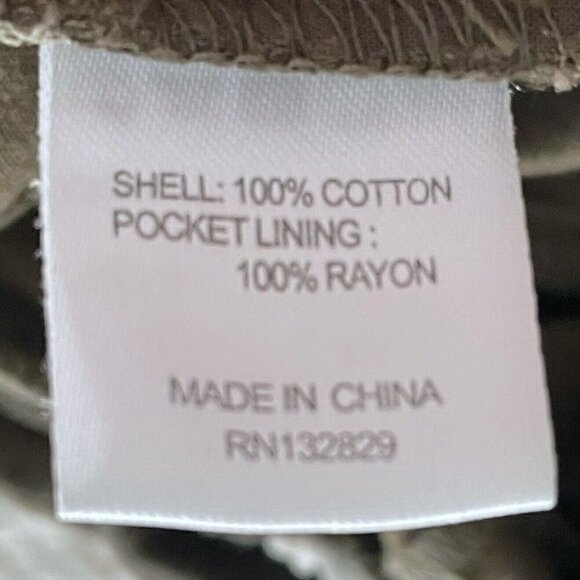 SHELL: 100% COTTON
POCKET LINING :
100% RAYON
MADE IN CHINA
RN132829